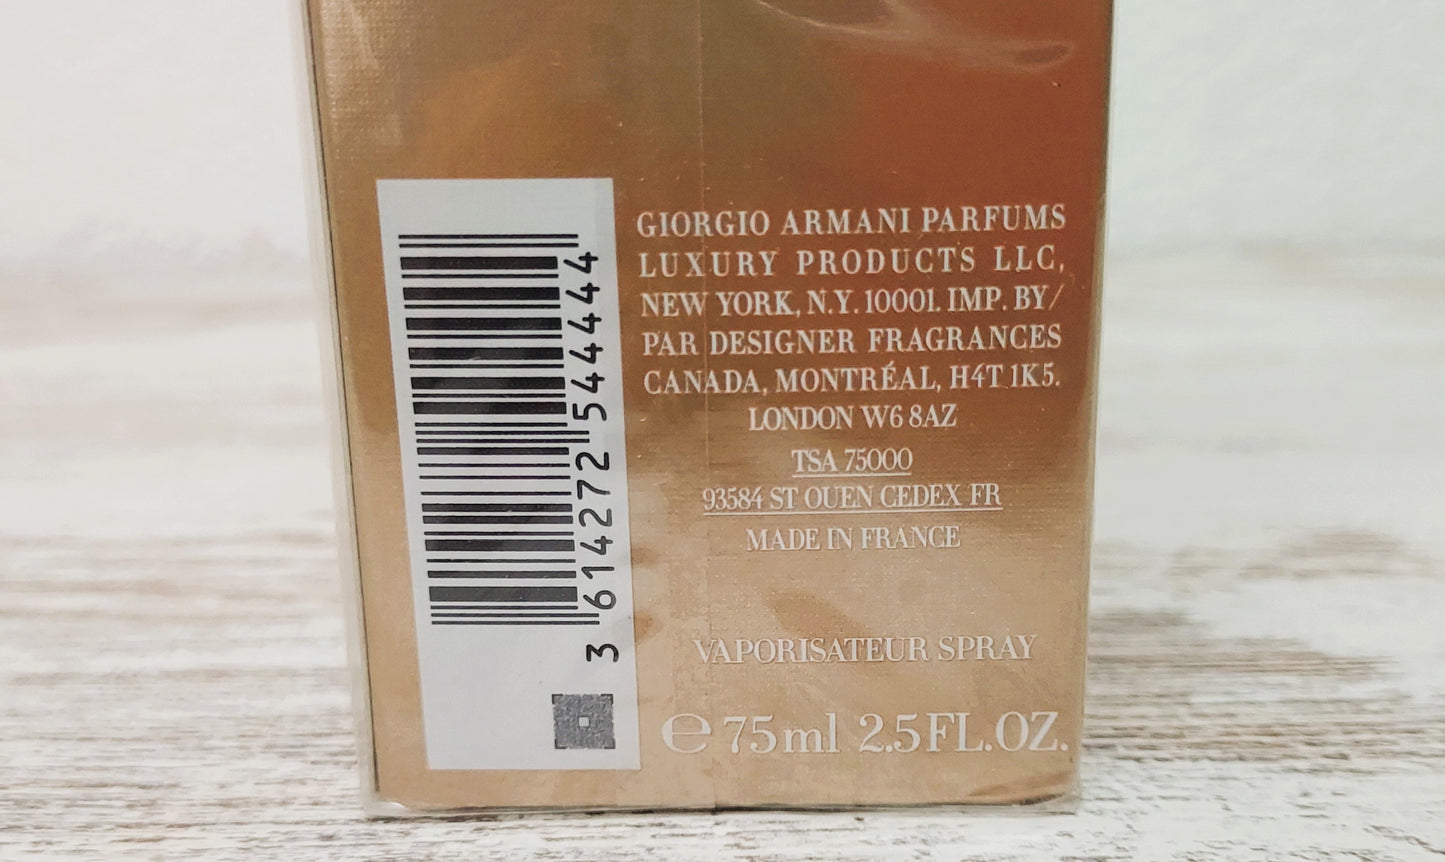 GIORGIO ARMANI PARFUMS
LUXURY PRODUCTS LLC,
NEW YORK, N.Y. 10001. IMP. BY/
PAR DESIGNER FRAGRANCES
CANADA, MONTRÉAL, H4T 1K5.
LONDON W6 8AZ
TSA 75000
93584 ST OUEN CEDEX FR
MADE IN FRANCE
VAPORISATEUR SPRAY
℮ 75ml 2.5FL.OZ.
3 614272 544444